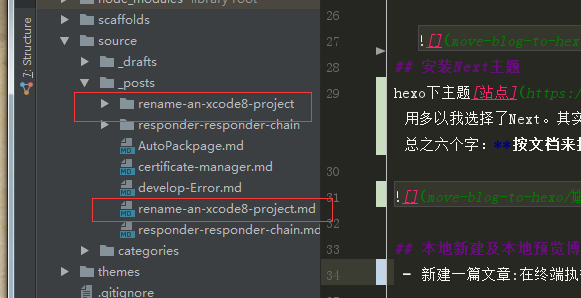 node_modules library root
scaffolds
source
_drafts
_posts
rename-an-xcode8-project
responder-responder-chain
AutoPackpage.md
certificate-manager.md
develop-Error.md
rename-an-xcode8-project.md
responder-responder-chain.md
categories
themes
.gitignore
7: Structure
26
27 ![](move-blog-to-hexo
28 ## 安装Next主题
29 hexo下主题[站点](https:/
用多以我选择了Next。其实
总之六个字：**按文档来
30
31 ![](move-blog-to-hexo/
32
33 ## 本地新建及本地预览博
34 - 新建一篇文章:在终端执